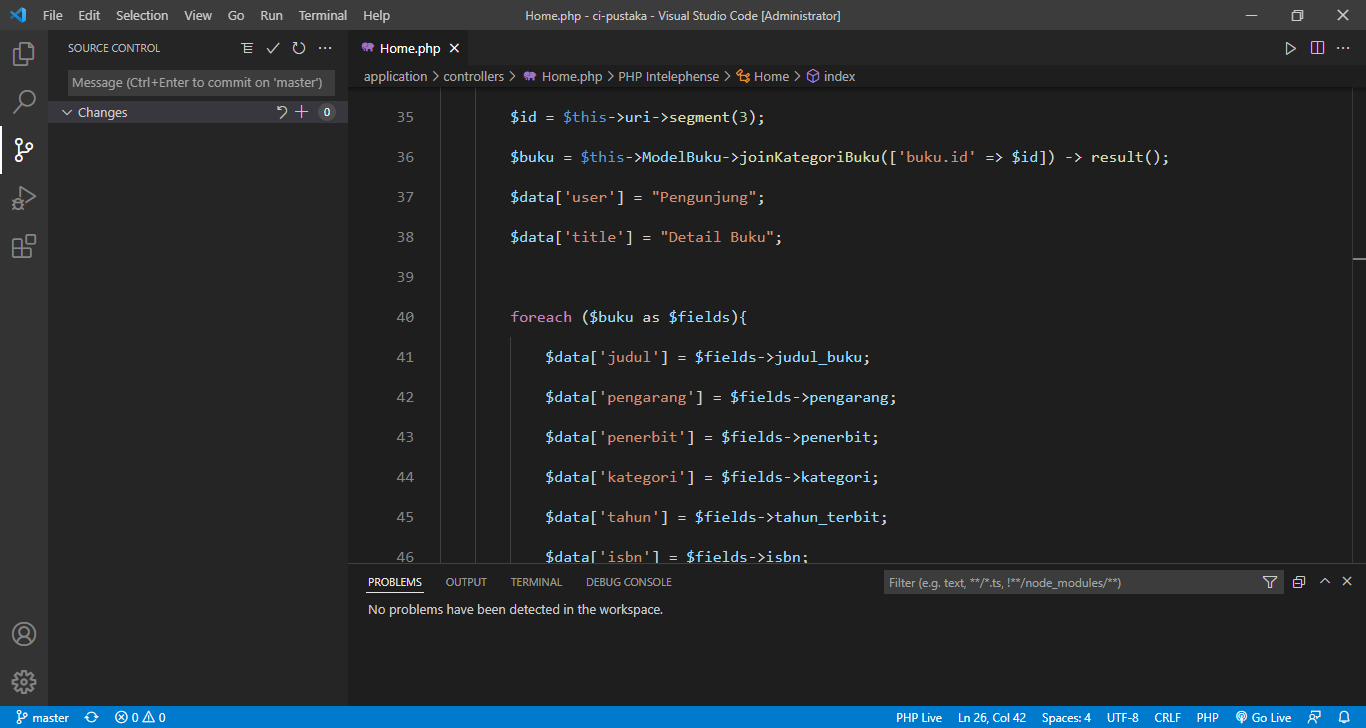 File Edit Selection View Go Run Terminal Help
Home.php - ci-pustaka - Visual Studio Code [Administrator]
SOURCE CONTROL
Message (Ctrl+Enter to commit on 'master')
Changes 0
Home.php
application > controllers > Home.php > PHP Intelephense > Home > index
35 $id = $this->uri->segment(3);
36 $buku = $this->ModelBuku->joinKategoriBuku(['buku.id' => $id]) -> result();
37 $data['user'] = "Pengunjung";
38 $data['title'] = "Detail Buku";
39
40 foreach ($buku as $fields){
41 $data['judul'] = $fields->judul_buku;
42 $data['pengarang'] = $fields->pengarang;
43 $data['penerbit'] = $fields->penerbit;
44 $data['kategori'] = $fields->kategori;
45 $data['tahun'] = $fields->tahun_terbit;
46 $data['isbn'] = $fields->isbn;
PROBLEMS OUTPUT TERMINAL DEBUG CONSOLE
Filter (e.g. text, **/*.ts, !**/node_modules/**)
No problems have been detected in the workspace.
master 0 0 PHP Live Ln 26, Col 42 Spaces: 4 UTF-8 CRLF PHP Go Live